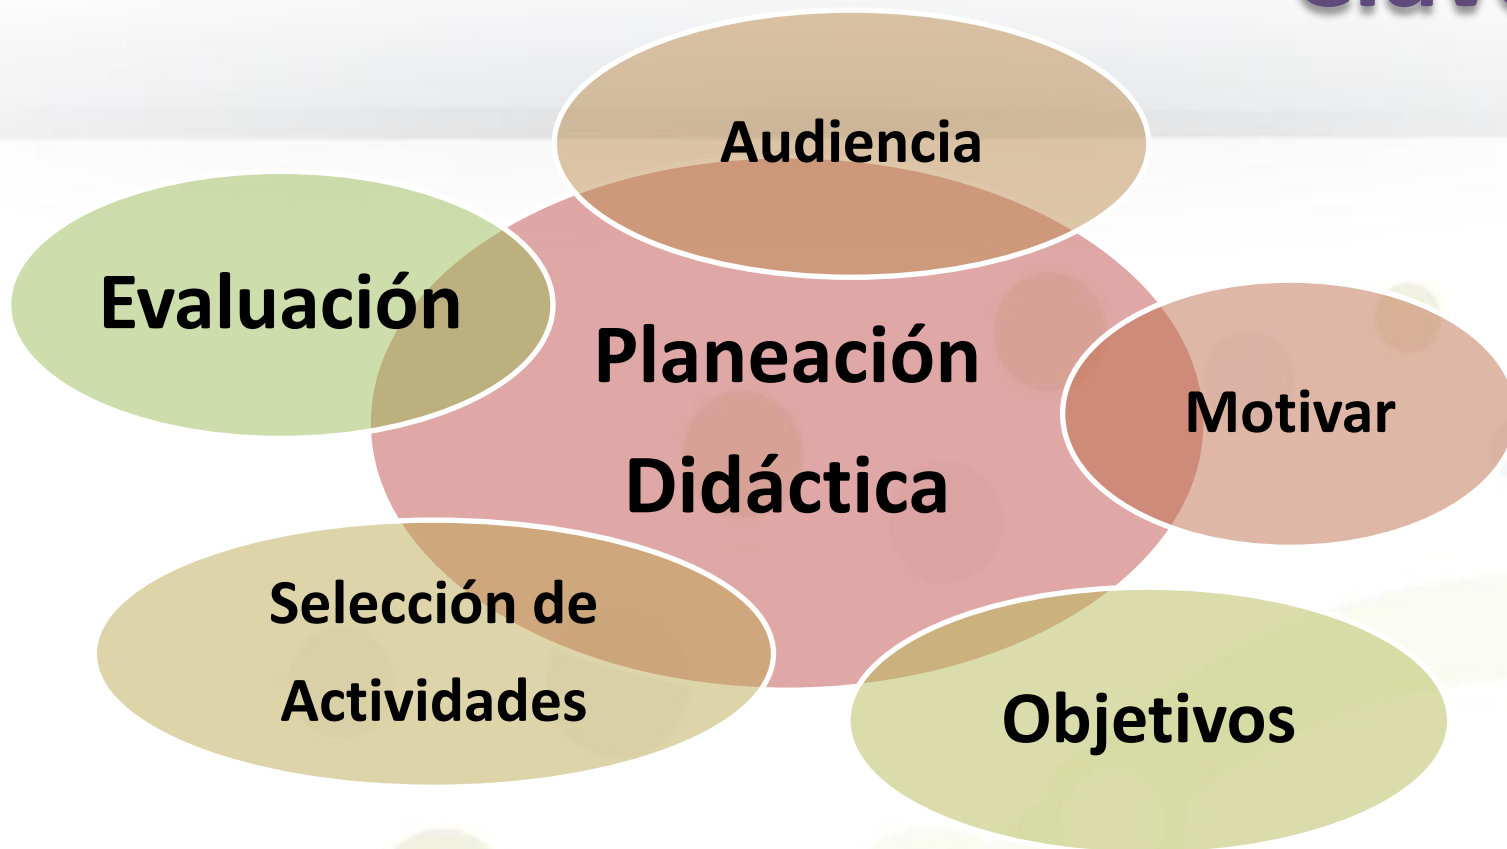 Audiencia
Evaluación
Planeación
Didáctica
Motivar
Selección de
Actividades
Objetivos